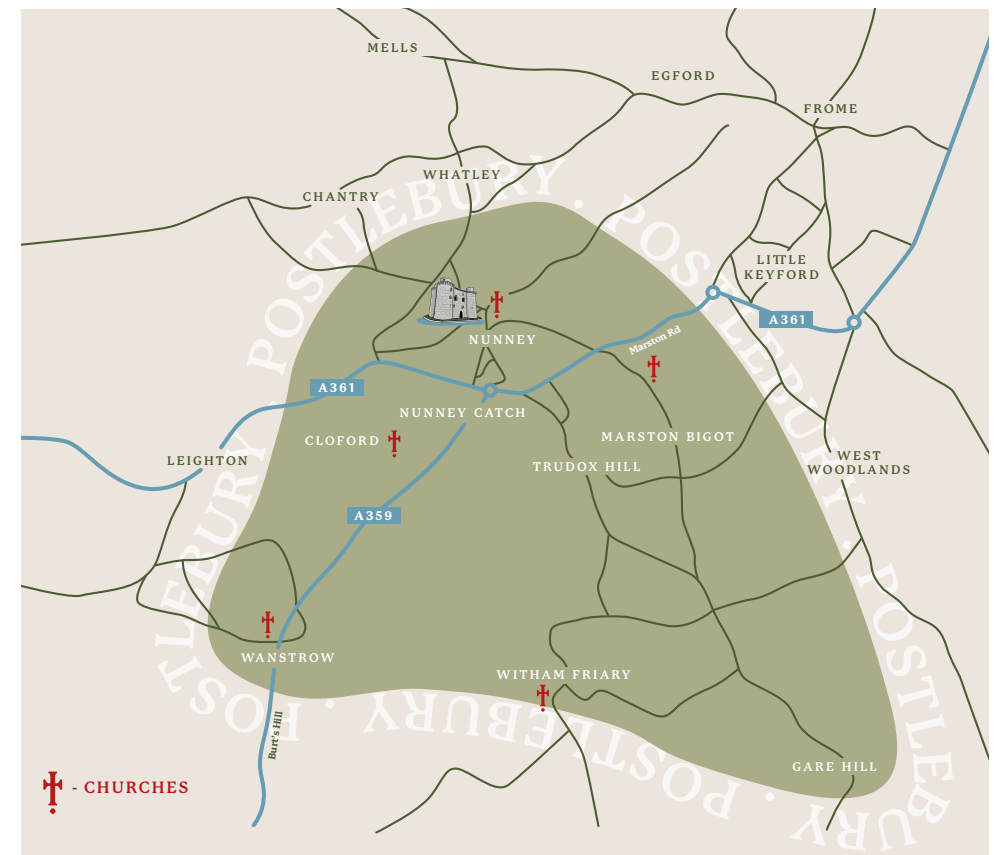 MELLS
EGFORD
FROME
WHATLEY
CHANTRY
LITTLE
KEYFORD
A361
NUNNEY
Marston Rd
A361
NUNNEY CATCH
CLOFORD
MARSTON BIGOT
LEIGHTON
TRUDOX HILL
WEST
WOODLANDS
A359
WANSTROW
WITHAM FRIARY
Burt's Hill
GARE HILL
- CHURCHES
POSTLEBURY · POSTLEBURY · POSTLEBURY · POSTLEBURY · POSTLEBURY · POSTLEBURY ·